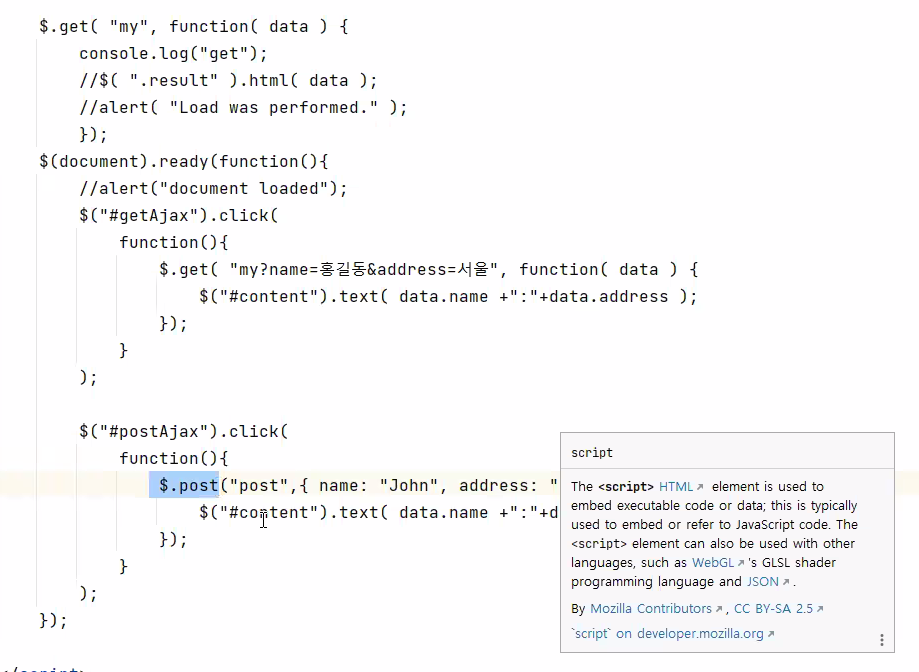 $.get( "my", function( data ) {
console.log("get");
//$( ".result" ).html( data );
//alert( "Load was performed." );
});
$(document).ready(function(){
//alert("document loaded");
$("#getAjax").click(
function(){
$.get( "my?name=홍길동&address=서울", function( data ) {
$("#content").text( data.name +":"+data.address );
});
}
);
$("#postAjax").click(
function(){
$.post("post",{ name: "John", address: "
$("#content").text( data.name +":"+d
});
}
);
});
script
The <script> HTML↗ element is used to
embed executable code or data; this is typically
used to embed or refer to JavaScript code. The
<script> element can also be used with other
languages, such as WebGL↗'s GLSL shader
programming language and JSON↗.
By Mozilla Contributors↗, CC BY-SA 2.5↗
`script` on developer.mozilla.org↗